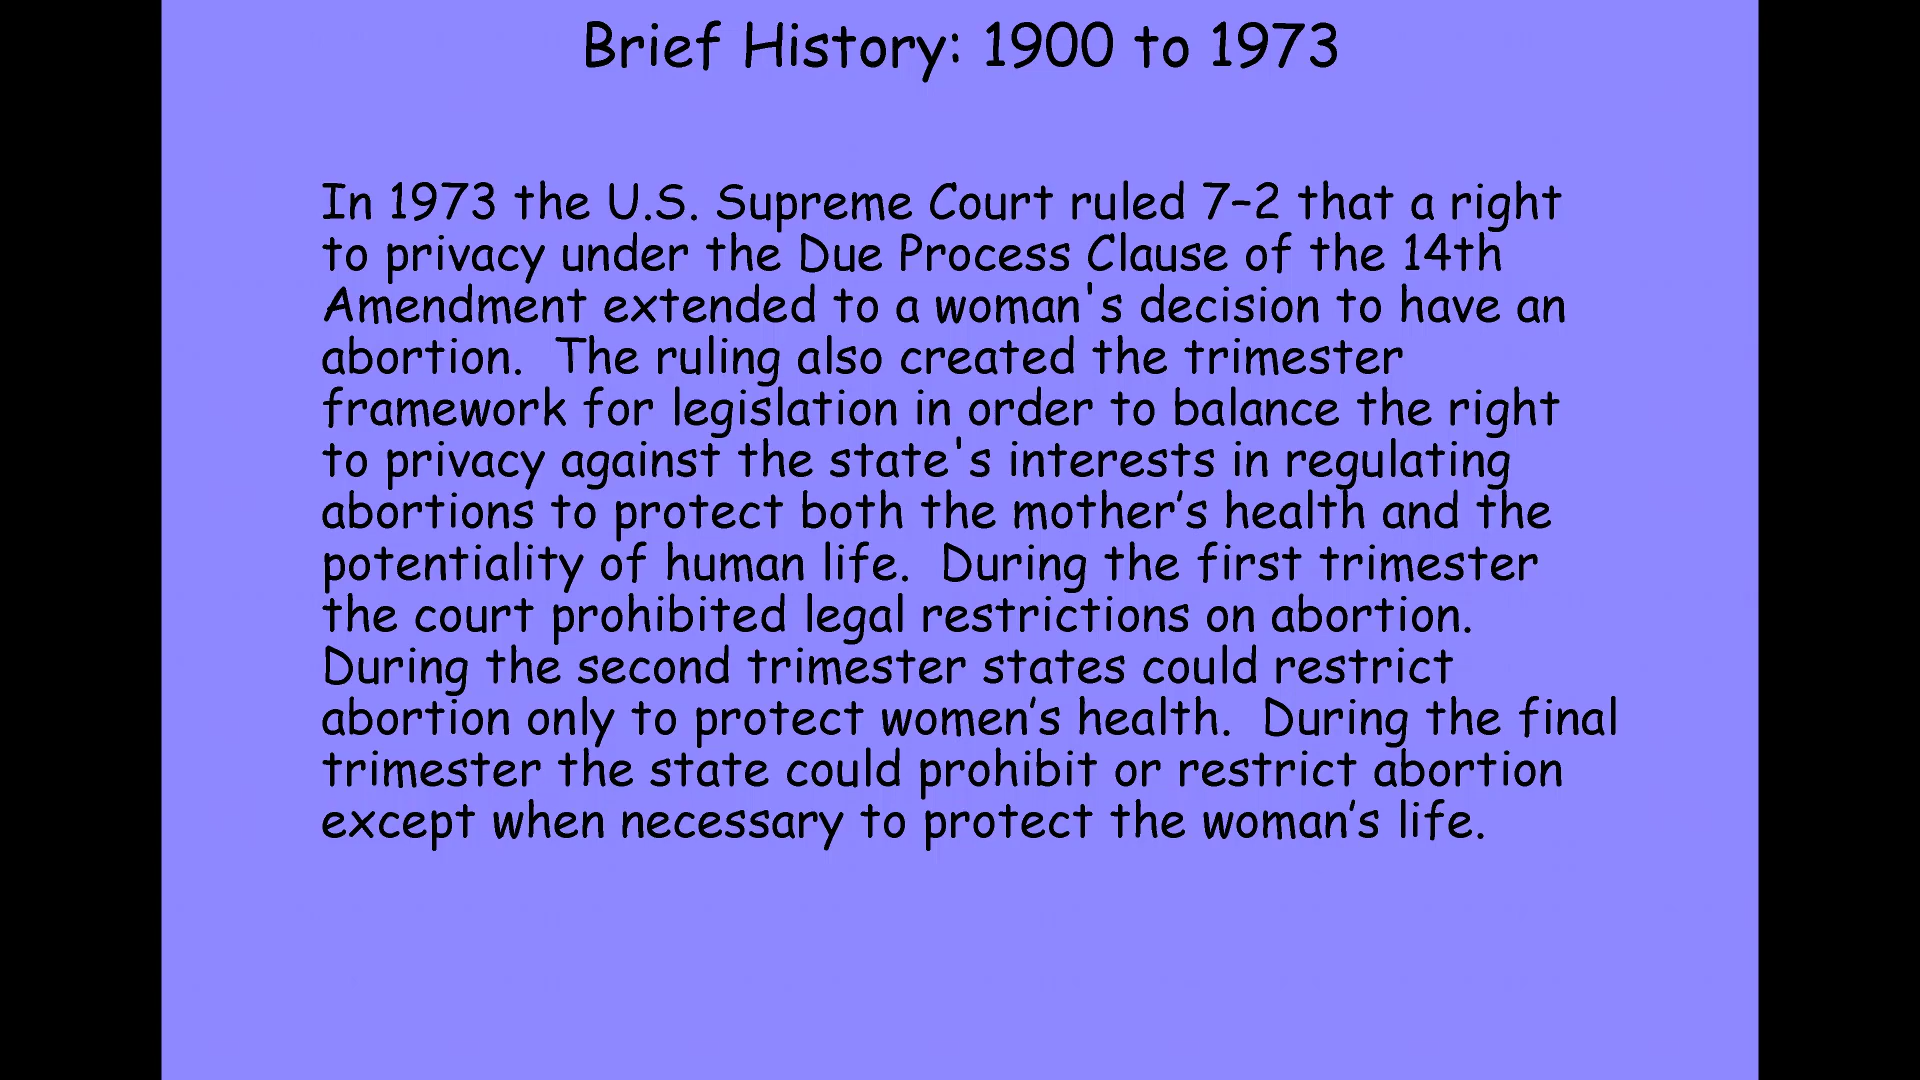 Brief History: 1900 to 1973
In 1973 the U.S. Supreme Court ruled 7–2 that a right
to privacy under the Due Process Clause of the 14th
Amendment extended to a woman's decision to have an
abortion.  The ruling also created the trimester
framework for legislation in order to balance the right
to privacy against the state's interests in regulating
abortions to protect both the mother’s health and the
potentiality of human life.  During the first trimester
the court prohibited legal restrictions on abortion.
During the second trimester states could restrict
abortion only to protect women’s health.  During the final
trimester the state could prohibit or restrict abortion
except when necessary to protect the woman’s life.